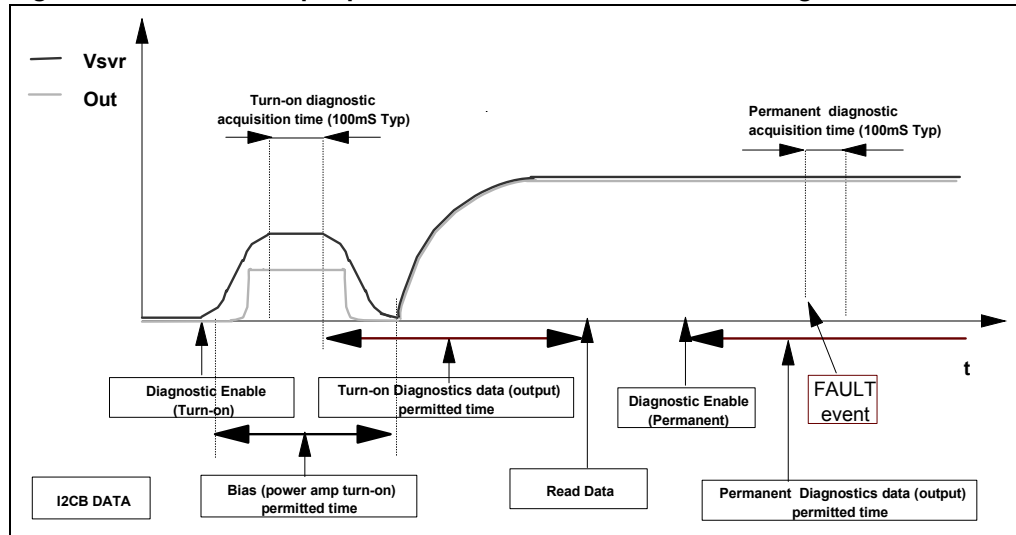 Vsvr
Out
Turn-on diagnostic
acquisition time (100mS Typ)
Permanent diagnostic
acquisition time (100mS Typ)
t
Diagnostic Enable
(Turn-on)
Turn-on Diagnostics data (output)
permitted time
Diagnostic Enable
(Permanent)
FAULT
event
I2CB DATA
Bias (power amp turn-on)
permitted time
Read Data
Permanent Diagnostics data (output)
permitted time